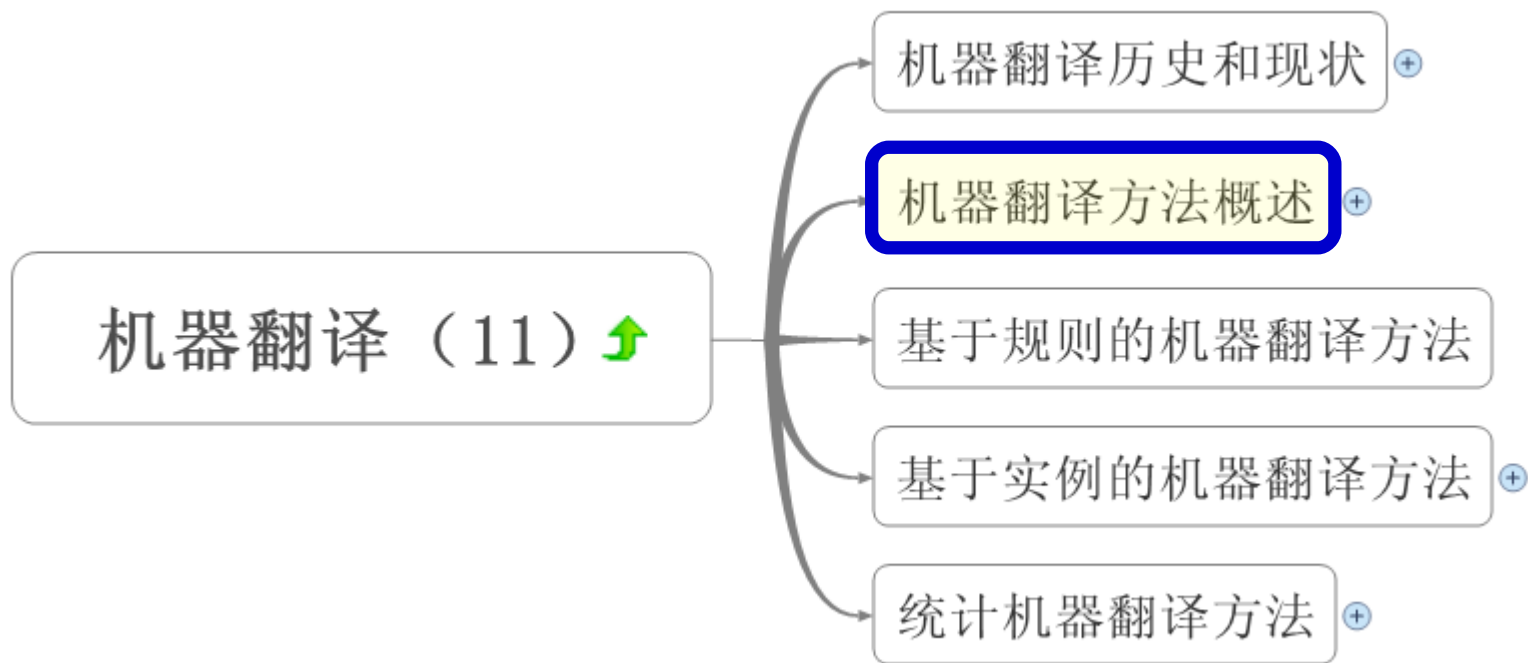 机器翻译（11）
机器翻译历史和现状
机器翻译方法概述
基于规则的机器翻译方法
基于实例的机器翻译方法
统计机器翻译方法